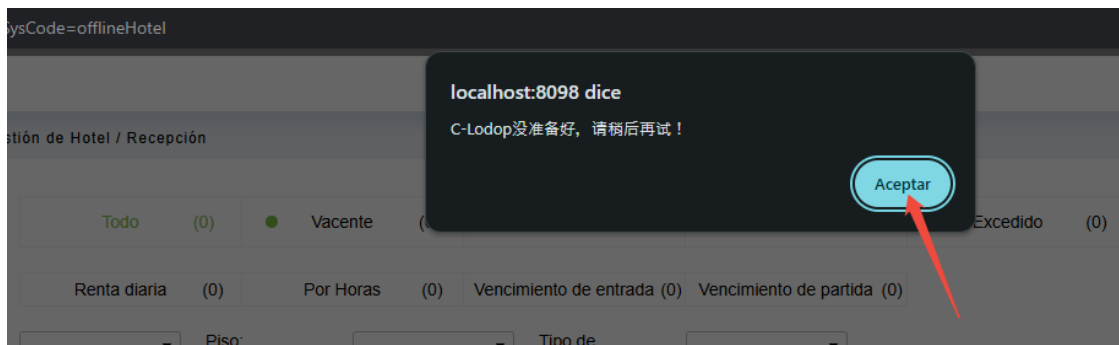 SysCode=offlineHotel
localhost:8098 dice
C-Lodop没准备好，请稍后再试！
Aceptar
stión de Hotel / Recepción
Todo (0) Vacente Excedido (0)
Renta diaria (0) Por Horas (0) Vencimiento de entrada (0) Vencimiento de partida (0)
Piso: Tipo de